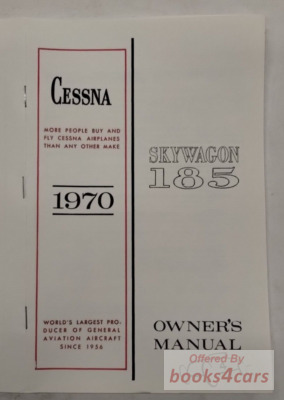 CESSNA
MORE PEOPLE BUY AND
FLY CESSNA AIRPLANES
THAN ANY OTHER MAKE
1970
WORLD'S LARGEST PRO-
DUCER OF GENERAL
AVIATION AIRCRAFT
SINCE 1956
SKYWAGON
185
OWNER'S
MANUAL
Offered By
books4cars